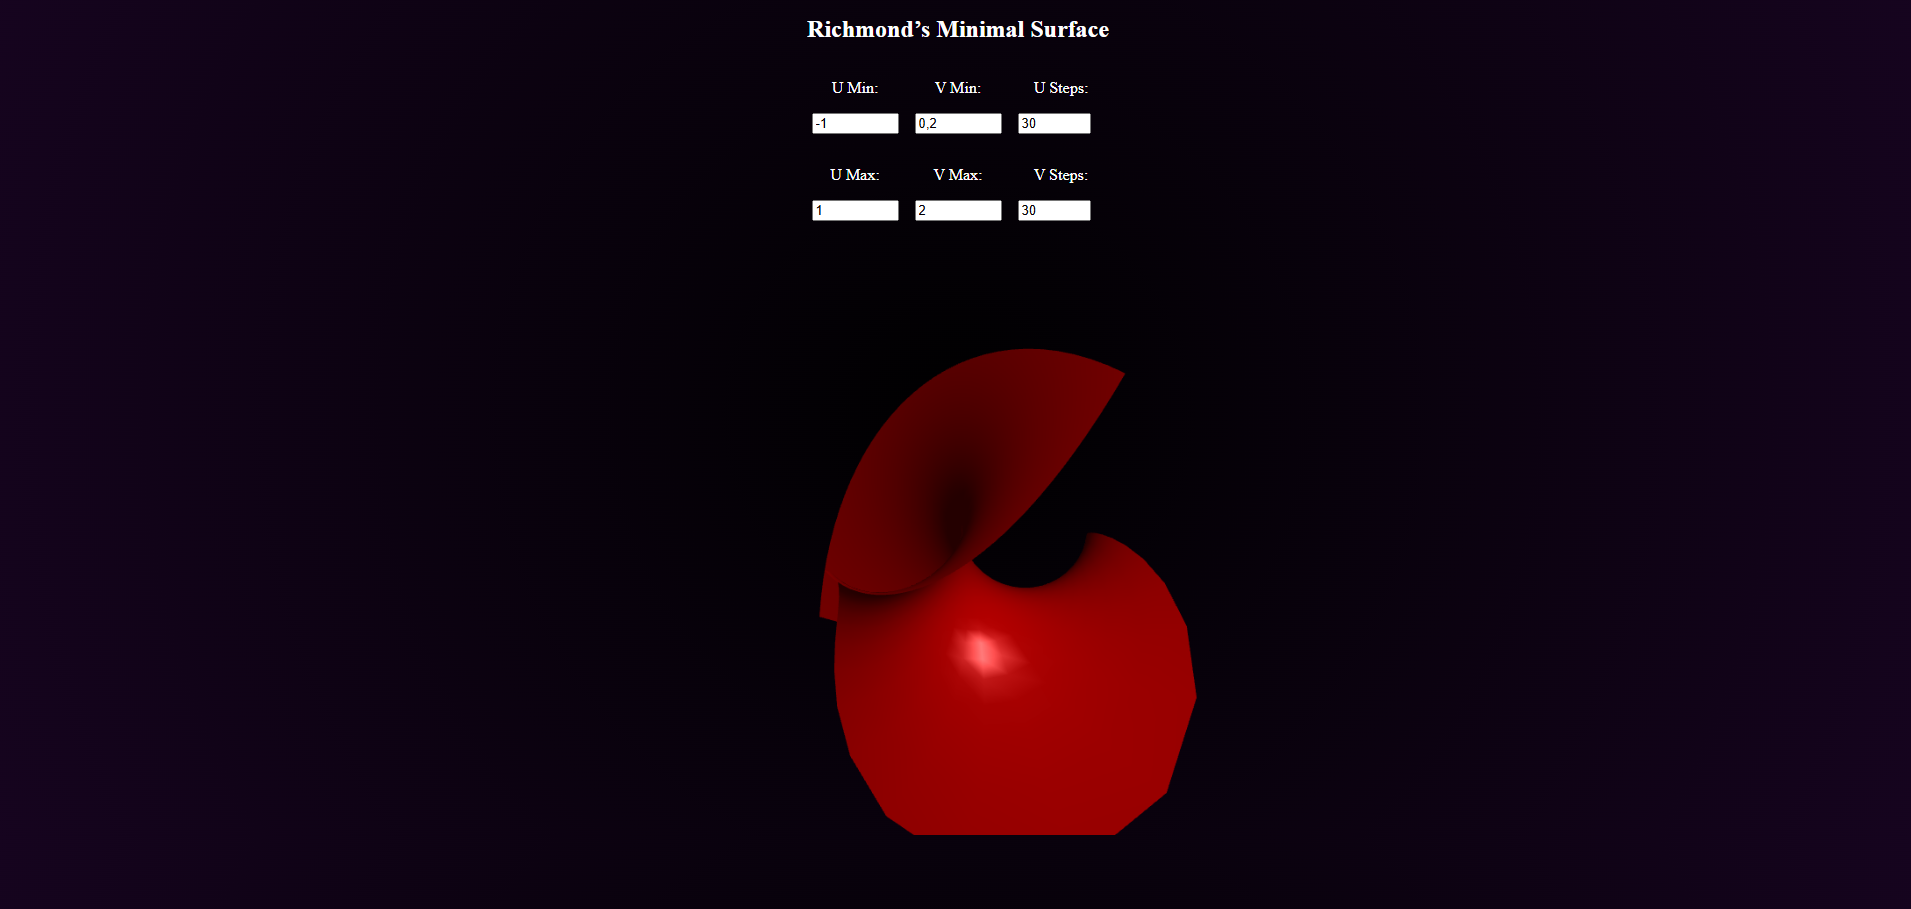 Richmond’s Minimal Surface
U Min: V Min: U Steps:
-1 0,2 30
U Max: V Max: V Steps:
1 2 30